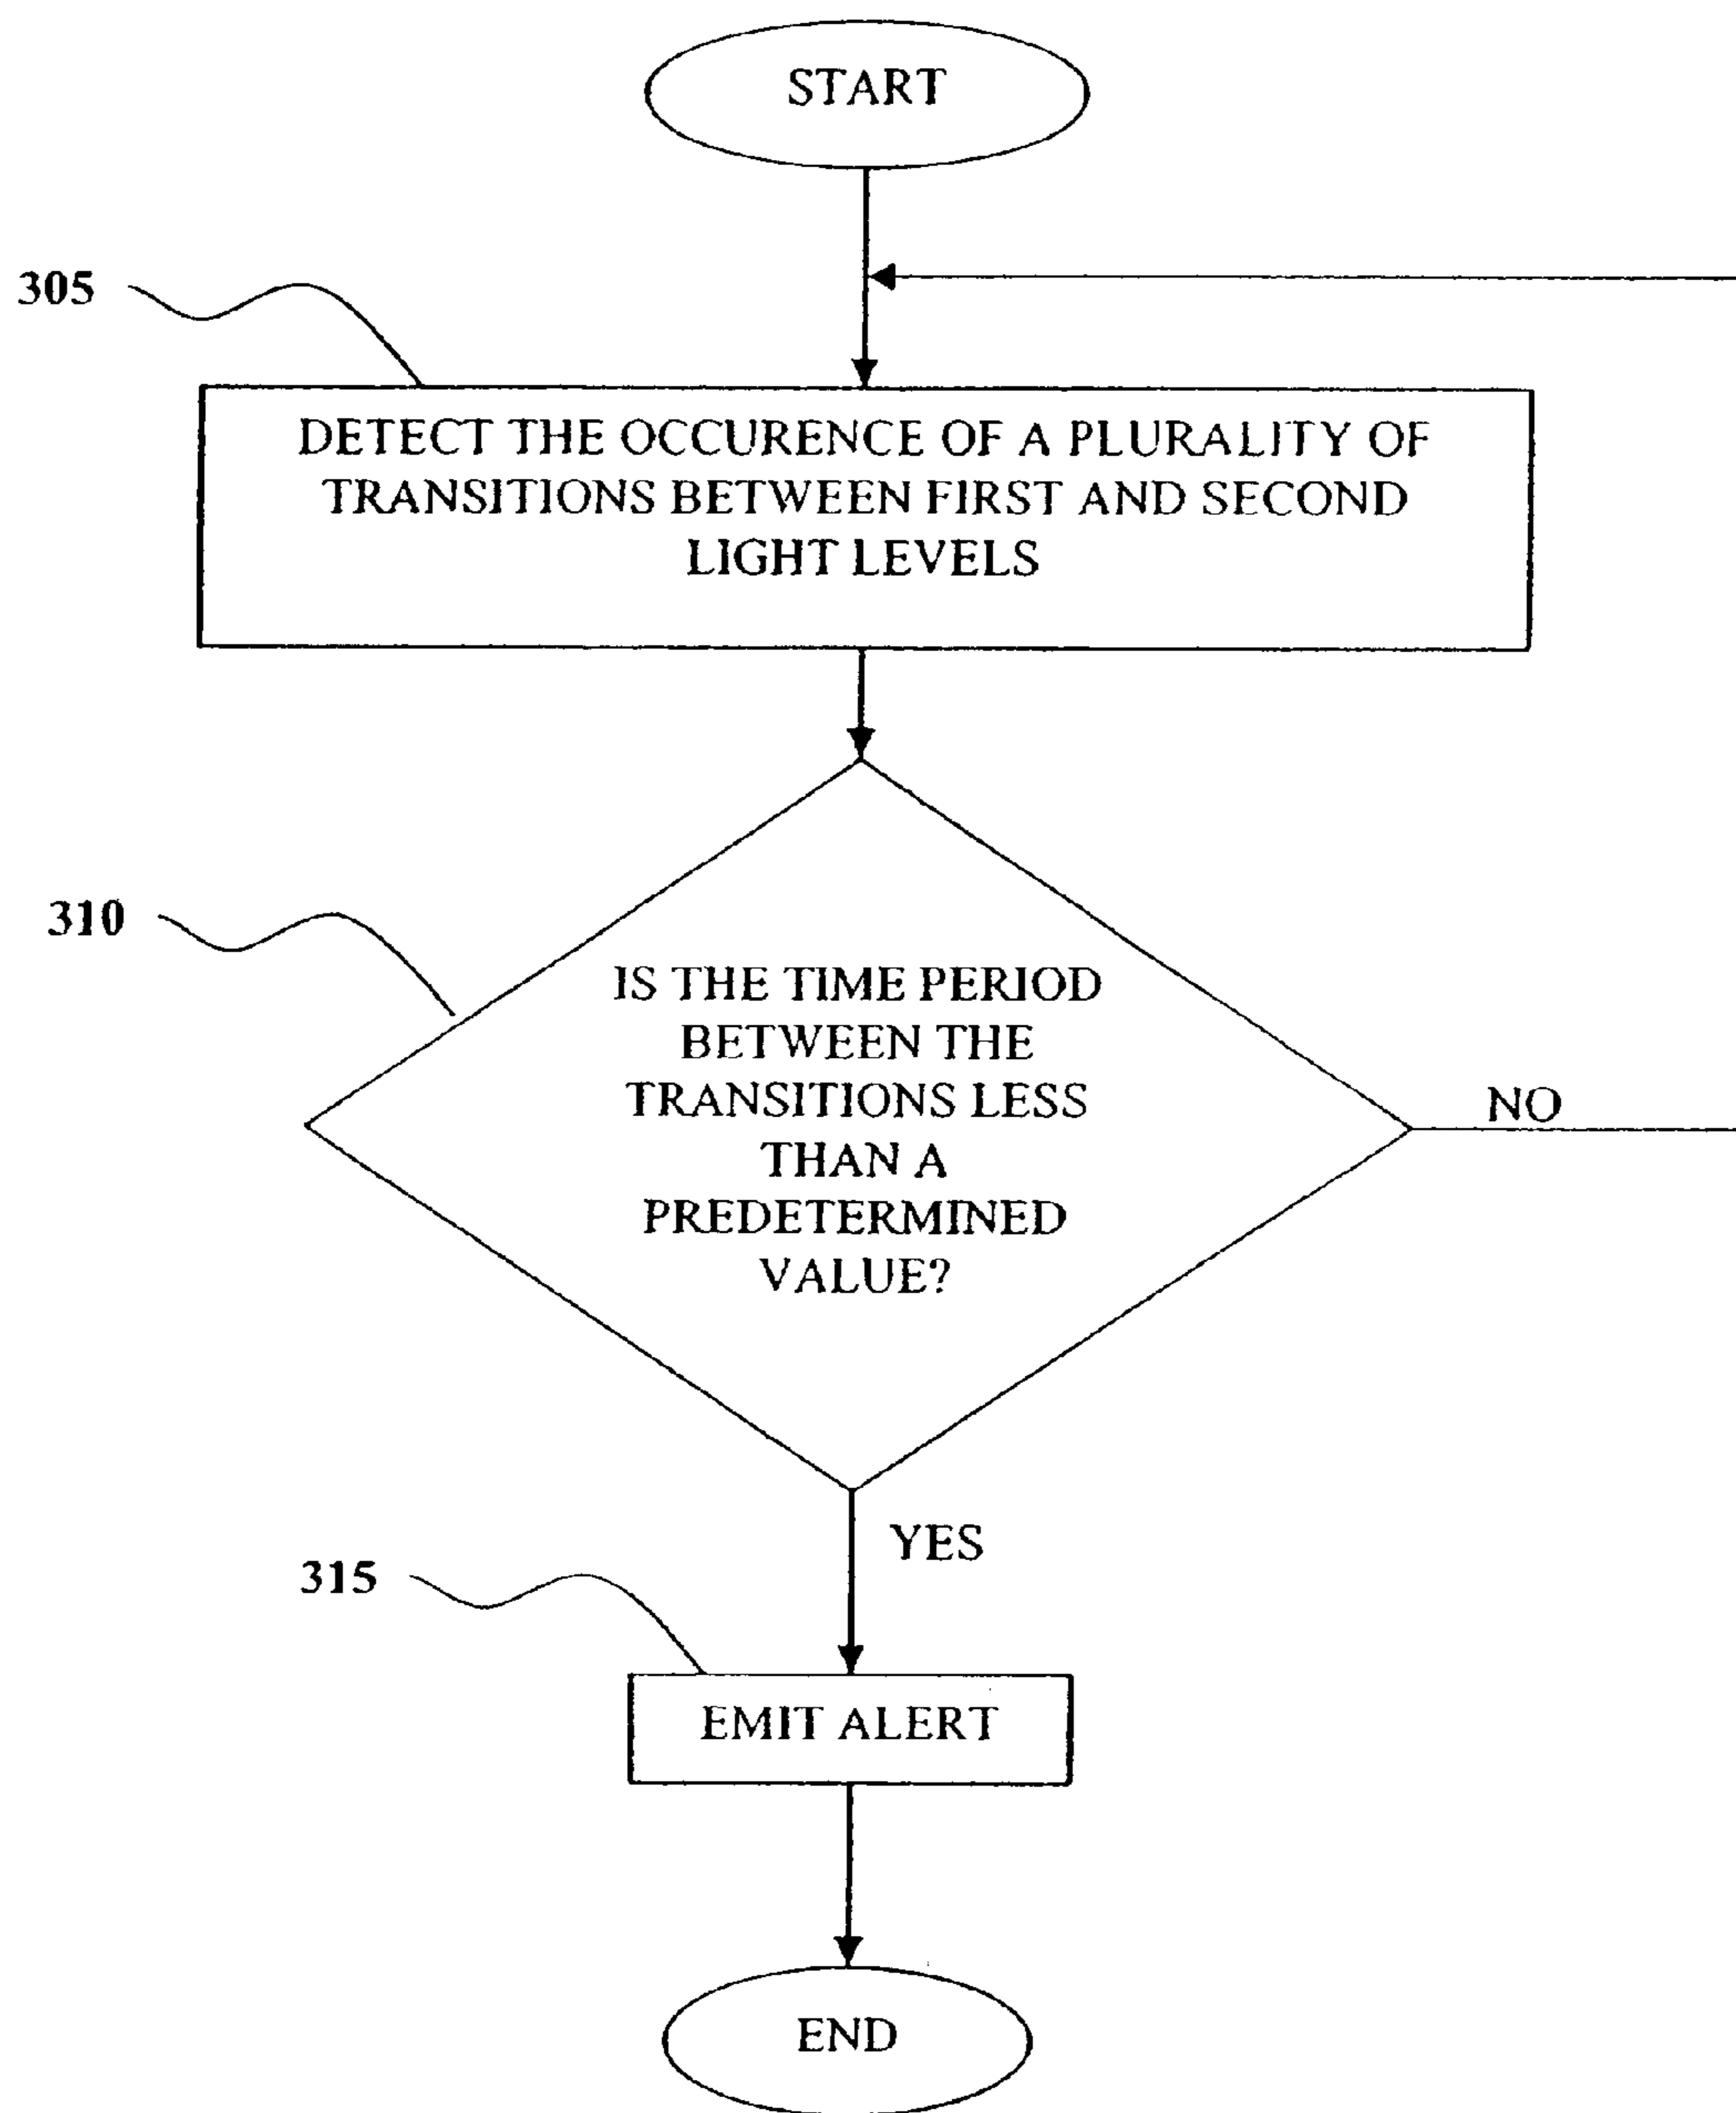 START
305
DETECT THE OCCURENCE OF A PLURALITY OF
TRANSITIONS BETWEEN FIRST AND SECOND
LIGHT LEVELS
310
IS THE TIME PERIOD
BETWEEN THE
TRANSITIONS LESS
THAN A
PREDETERMINED
VALUE?
NO
YES
315
EMIT ALERT
END